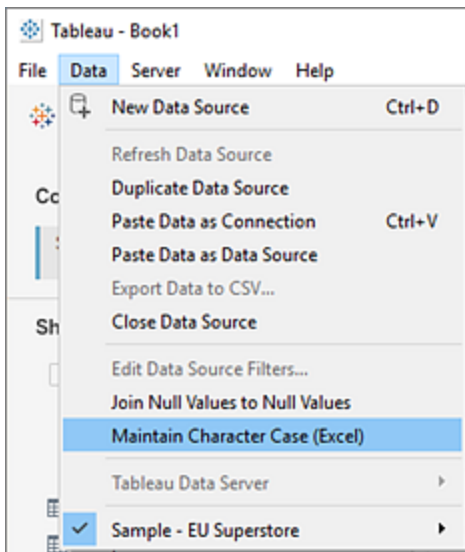 Tableau - Book1
File Data Server Window Help
New Data Source Ctrl+D
Refresh Data Source
Duplicate Data Source
Paste Data as Connection Ctrl+V
Paste Data as Data Source
Export Data to CSV...
Close Data Source
Edit Data Source Filters...
Join Null Values to Null Values
Maintain Character Case (Excel)
Tableau Data Server
Sample - EU Superstore